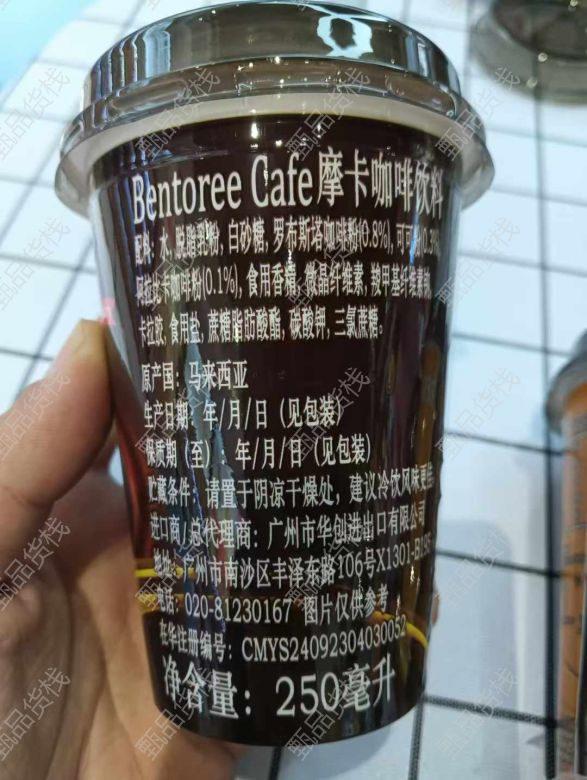 Bentoree Cafe摩卡咖啡饮料
配料: 水, 脱脂乳粉, 白砂糖, 罗布斯塔咖啡粉(0.8%), 可可粉(0.3%),
阿拉比卡咖啡粉(0.1%), 食用香精, 微晶纤维素, 羧甲基纤维素钠,
卡拉胶, 食用盐, 蔗糖脂肪酸酯, 碳酸钾, 三氯蔗糖。
原产国：马来西亚
生产日期：年/月/日（见包装）
保质期（至）：年/月/日（见包装）
贮藏条件：请置于阴凉干燥处，建议冷饮风味更佳
进口商/总代理商：广州市华创进出口有限公司
地址：广州市南沙区丰泽东路106号X1301-B195
电话：020-81230167 图片仅供参考
在华注册编号：CMYS24092304030052
净含量：250毫升
甄品货栈